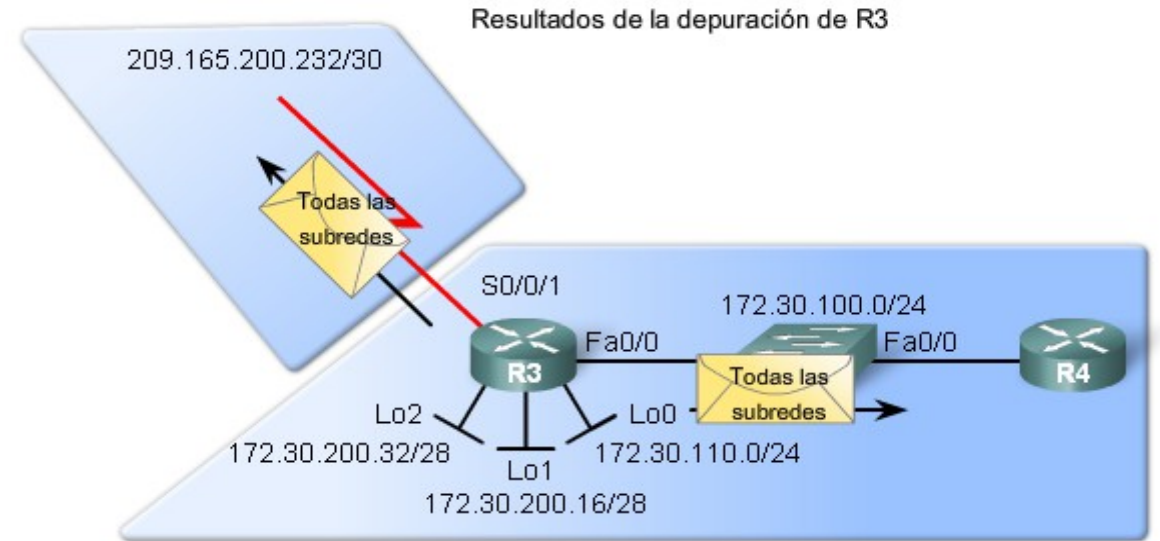 Resultados de la depuración de R3
209.165.200.232/30
Todas las
subredes
S0/0/1
172.30.100.0/24
Fa0/0
Fa0/0
R3
R4
Todas las
subredes
Lo2
Lo0
172.30.200.32/28
172.30.110.0/24
Lo1
172.30.200.16/28